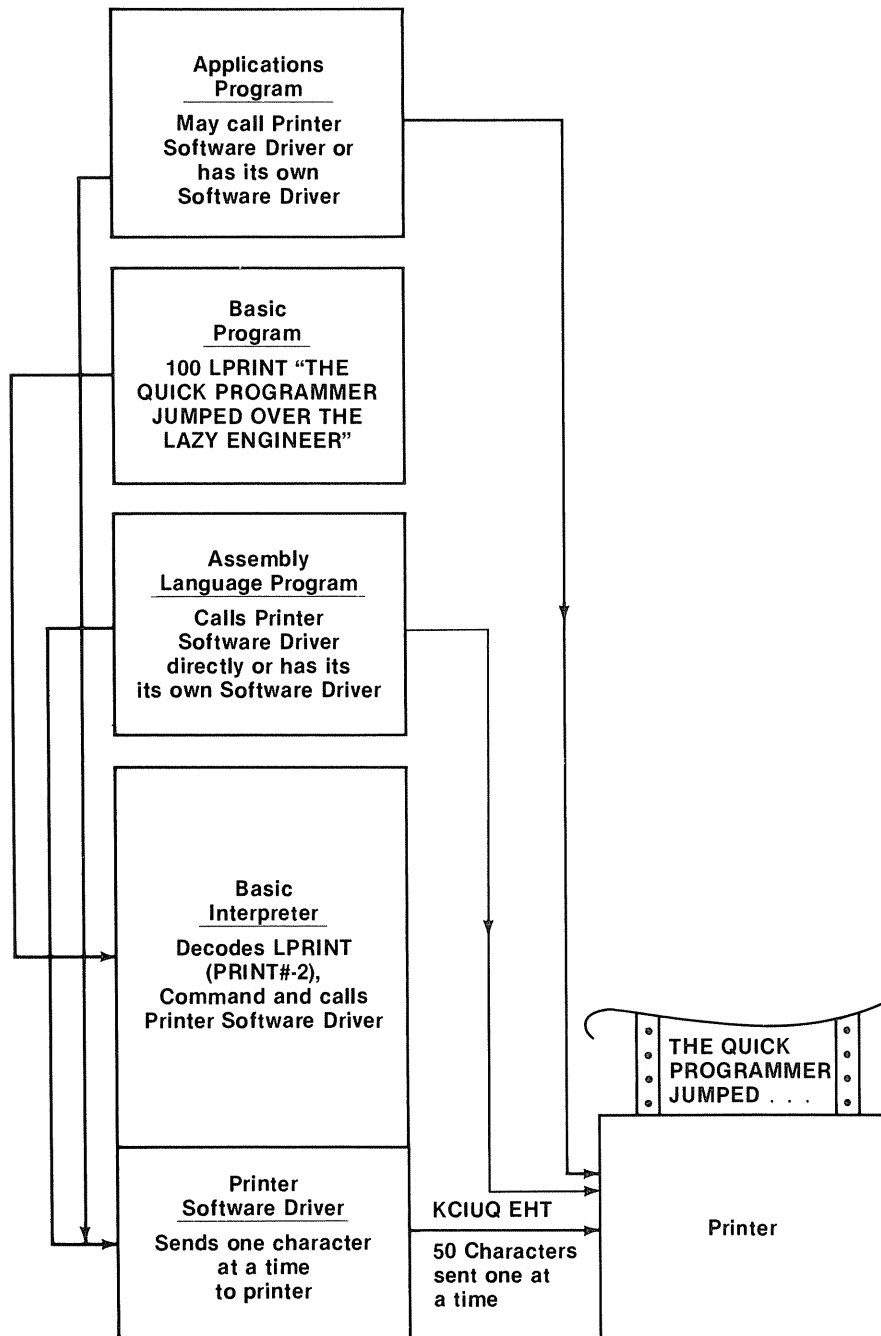 Applications
Program
May call Printer
Software Driver or
has its own
Software Driver
Basic
Program
100 LPRINT “THE
QUICK PROGRAMMER
JUMPED OVER THE
LAZY ENGINEER”
Assembly
Language Program
Calls Printer
Software Driver
directly or has its
its own Software Driver
Basic
Interpreter
Decodes LPRINT
(PRINT#-2),
Command and calls
Printer Software Driver
Printer
Software Driver
Sends one character
at a time
to printer
KCIUQ EHT
50 Characters
sent one at
a time
THE QUICK
PROGRAMMER
JUMPED . . .
Printer